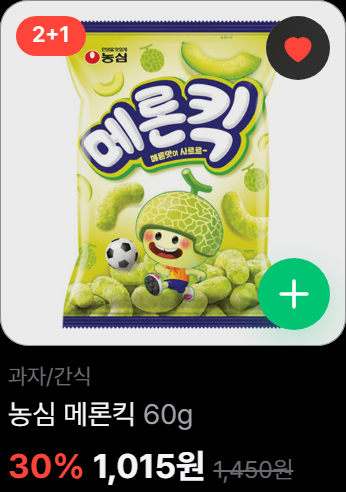 2+1
농심
메론킥
메론맛이 사르르~
과자/간식
농심 메론킥 60g
30% 1,015원 1,450원